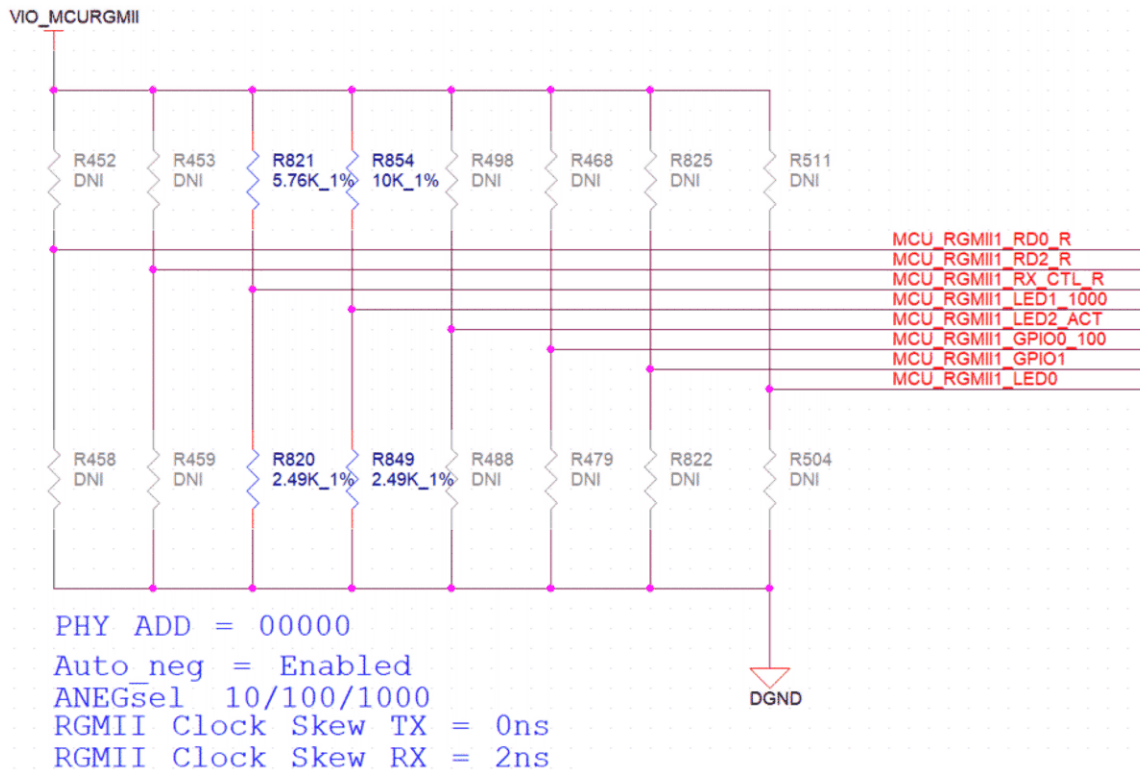 VIO_MCURGMII
R452 R453 R821 R854 R498 R468 R825 R511
DNI DNI 5.76K_1% 10K_1% DNI DNI DNI DNI
MCU_RGMII1_RD0_R
MCU_RGMII1_RD2_R
MCU_RGMII1_RX_CTL_R
MCU_RGMII1_LED1_1000
MCU_RGMII1_LED2_ACT
MCU_RGMII1_GPIO0_100
MCU_RGMII1_GPIO1
MCU_RGMII1_LED0
R458 R459 R820 R849 R488 R479 R822 R504
DNI DNI 2.49K_1% 2.49K_1% DNI DNI DNI DNI
PHY ADD = 00000
Auto_neg = Enabled
ANEGsel 10/100/1000
RGMII Clock Skew TX = 0ns
RGMII Clock Skew RX = 2ns
DGND